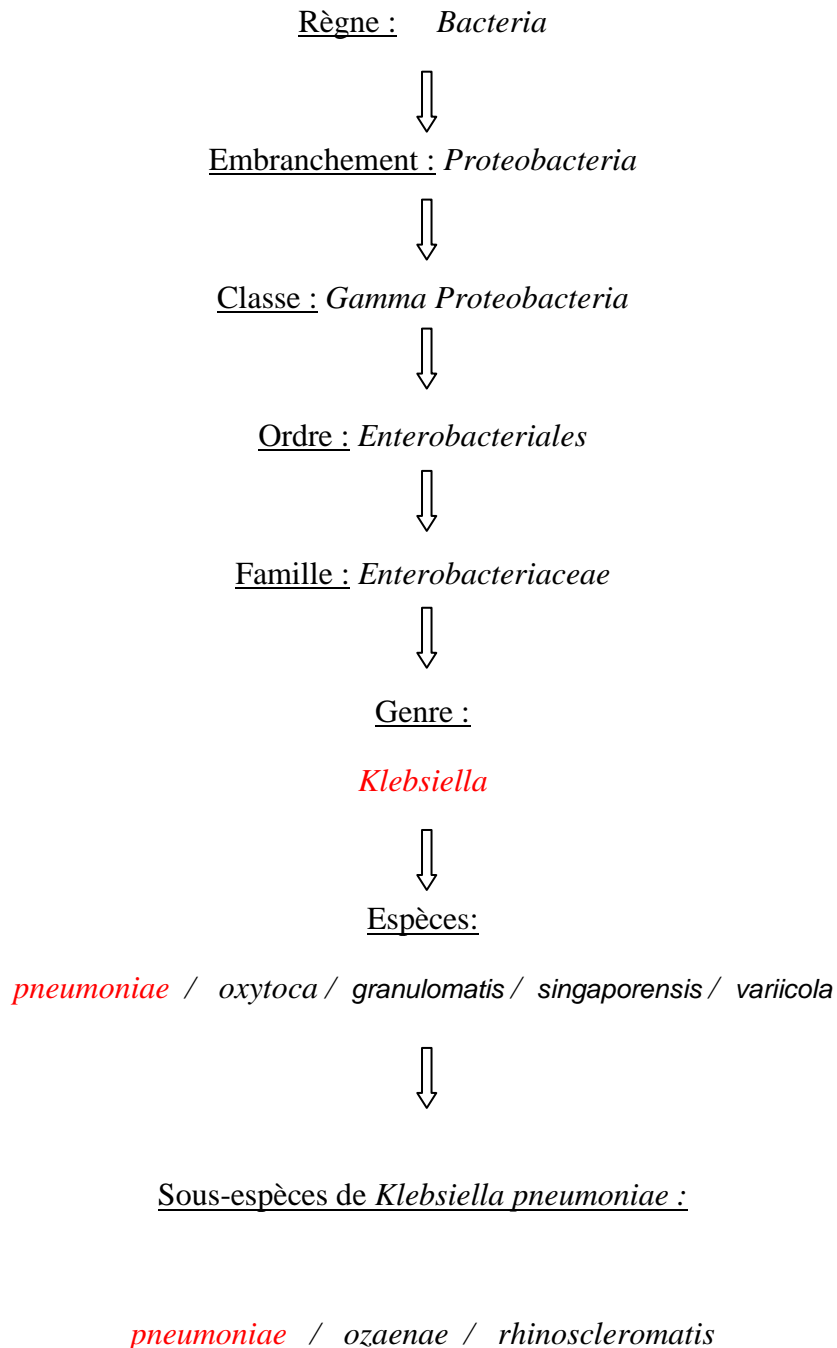 Règne : Bacteria
Embranchement : Proteobacteria
Classe : Gamma Proteobacteria
Ordre : Enterobacteriales
Famille : Enterobacteriaceae
Genre :
Klebsiella
Espèces:
pneumoniae / oxytoca / granulomatis / singaporensis / variicola
Sous-espèces de Klebsiella pneumoniae :
pneumoniae / ozaenae / rhinoscleromatis